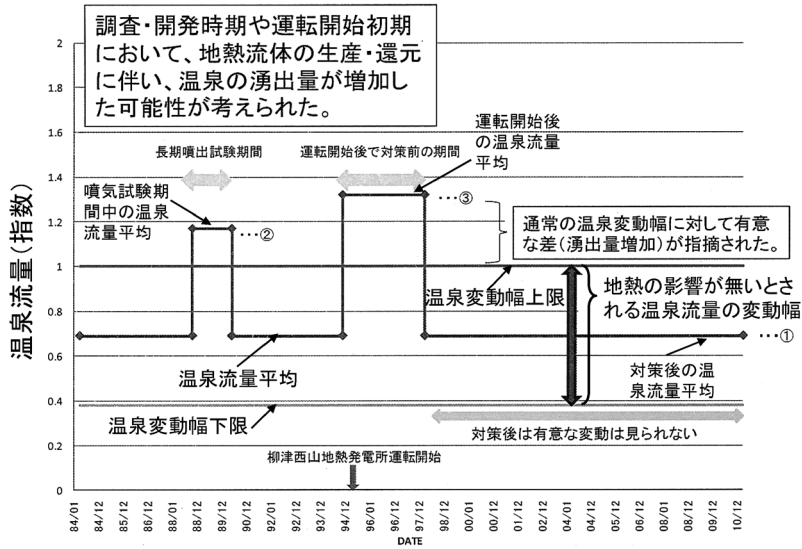 調査・開発時期や運転開始初期
において、地熱流体の生産・還元
に伴い、温泉の湧出量が増加し
た可能性が考えられた。
温泉流量(指数)
2
1.8
1.6
1.4
1.2
1
0.8
0.6
0.4
0.2
0
長期噴出試験期間
運転開始後で対策前の期間
運転開始後
の温泉流量
平均
噴気試験期
間中の温泉
流量平均
…②
…③
通常の温泉変動幅に対して有意
な差(湧出量増加)が指摘された。
温泉変動幅上限
地熱の影響が無いとさ
れる温泉流量の変動幅
…①
温泉流量平均
対策後の温
泉流量平均
温泉変動幅下限
対策後は有意な変動は見られない
柳津西山地熱発電所運転開始
84/01
84/12
85/12
86/12
88/01
88/12
89/12
90/12
92/01
92/12
93/12
94/12
96/01
96/12
97/12
98/12
00/01
00/12
01/12
02/12
04/01
04/12
05/12
06/12
08/01
08/12
09/12
10/12
DATE